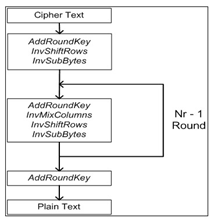 Cipher Text
AddRoundKey
InvShiftRows
InvSubBytes
AddRoundKey
InvMixColumns
InvShiftRows
InvSubBytes
Nr - 1
Round
AddRoundKey
Plain Text